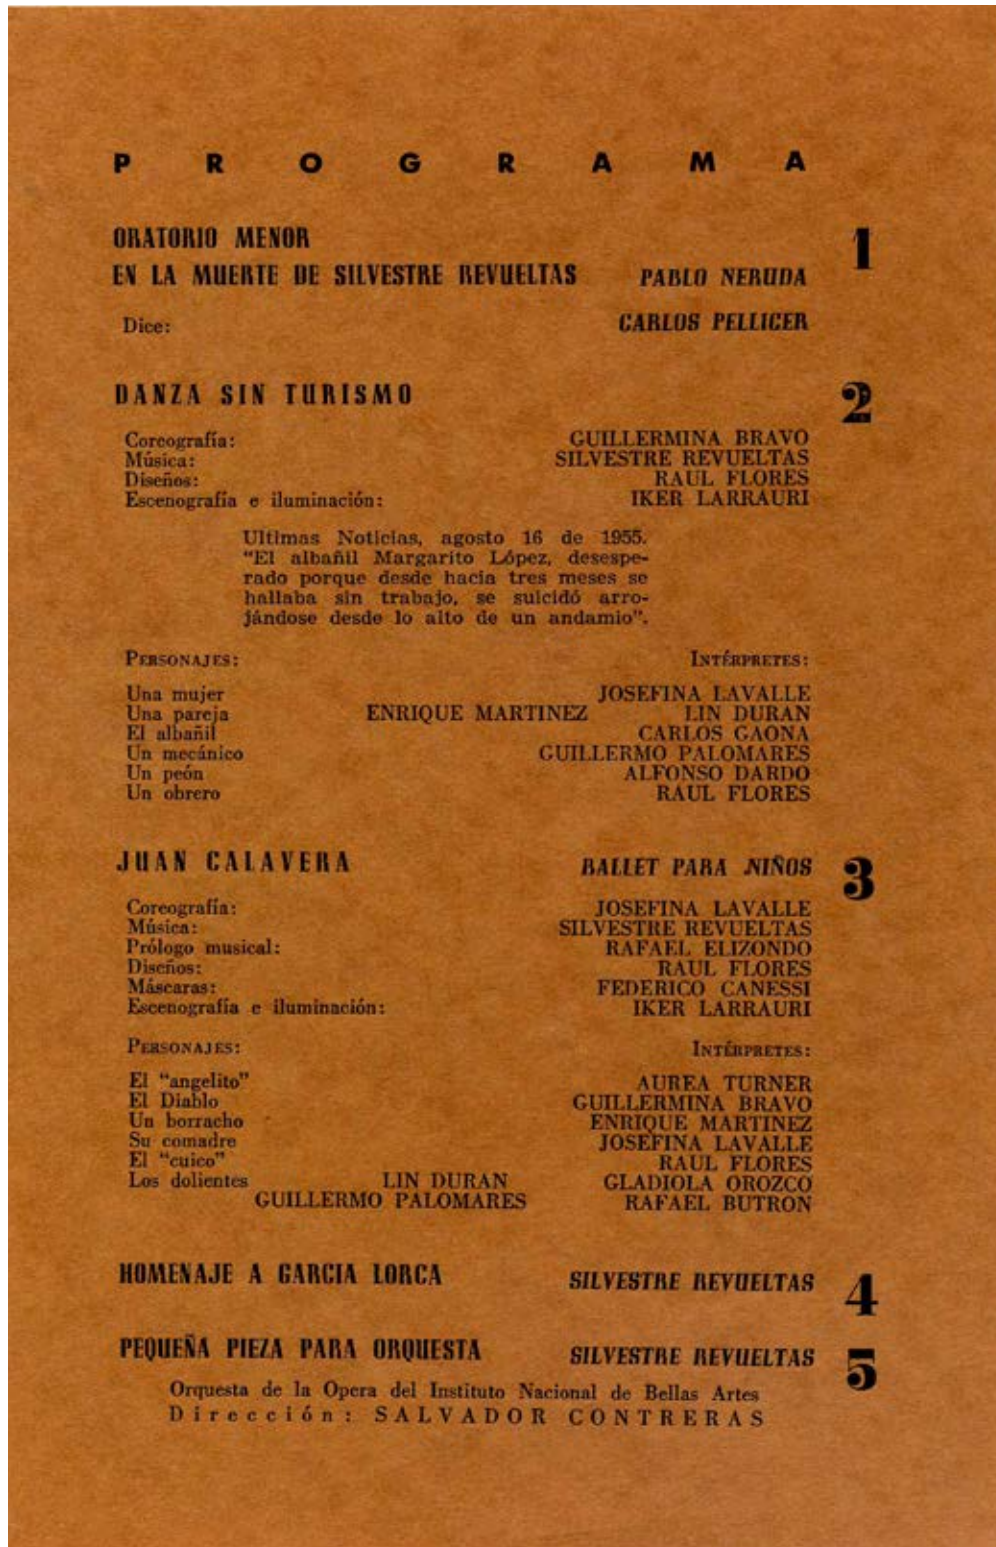 PROGRAMA
ORATORIO MENOR 1
EN LA MUERTE DE SILVESTRE REVUELTAS PABLO NERUDA
Dice: CARLOS PELLICER
DANZA SIN TURISMO 2
Coreografía: GUILLERMINA BRAVO
Música: SILVESTRE REVUELTAS
Diseños: RAUL FLORES
Escenografía e iluminación: IKER LARRAURI
Ultimas Noticias, agosto 16 de 1955.
“El albañil Margarito López, desespe-
rado porque desde hacía tres meses se
hallaba sin trabajo, se suicidó arro-
jándose desde lo alto de un andamio”.
PERSONAJES: INTÉRPRETES:
Una mujer JOSEFINA LAVALLE
Una pareja ENRIQUE MARTINEZ LIN DURAN
El albañil CARLOS GAONA
Un mecánico GUILLERMO PALOMARES
Un peón ALFONSO DARDO
Un obrero RAUL FLORES
JUAN CALAVERA BALLET PARA NIÑOS 3
Coreografía: JOSEFINA LAVALLE
Música: SILVESTRE REVUELTAS
Prólogo musical: RAFAEL ELIZONDO
Diseños: RAUL FLORES
Máscaras: FEDERICO CANESSI
Escenografía e iluminación: IKER LARRAURI
PERSONAJES: INTÉRPRETES:
El “angelito” AUREA TURNER
El Diablo GUILLERMINA BRAVO
Un borracho ENRIQUE MARTINEZ
Su comadre JOSEFINA LAVALLE
El “cuico” RAUL FLORES
Los dolientes LIN DURAN GLADIOLA OROZCO
GUILLERMO PALOMARES RAFAEL BUTRON
HOMENAJE A GARCIA LORCA SILVESTRE REVUELTAS 4
PEQUEÑA PIEZA PARA ORQUESTA SILVESTRE REVUELTAS 5
Orquesta de la Opera del Instituto Nacional de Bellas Artes
Dirección: SALVADOR CONTRERAS